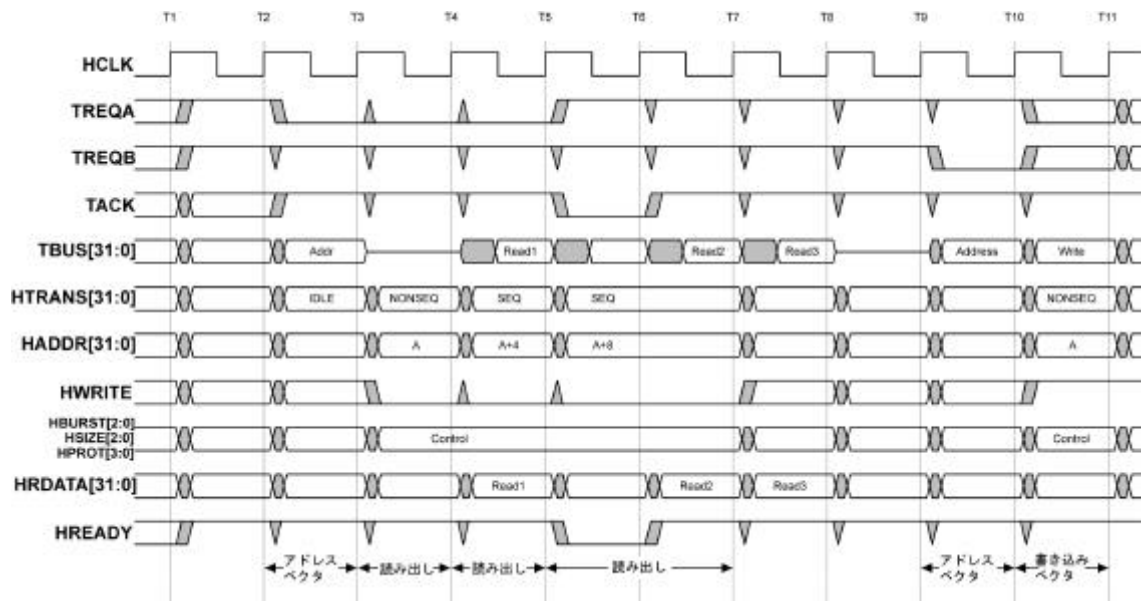 T1 T2 T3 T4 T5 T6 T7 T8 T9 T10 T11
HCLK
TREQA
TREQB
TACK
TBUS[31:0] Addr Read1 Read2 Read3 Address Write
HTRANS[31:0] IDLE NONSEQ SEQ SEQ NONSEQ
HADDR[31:0] A A+4 A+8 A
HWRITE
HBURST[2:0]
HSIZE[2:0] Control Control
HPROT[3:0]
HRDATA[31:0] Read1 Read2 Read3
HREADY
アドレス ベクタ 読み出し 読み出し 読み出し アドレス ベクタ 書き込み ベクタ